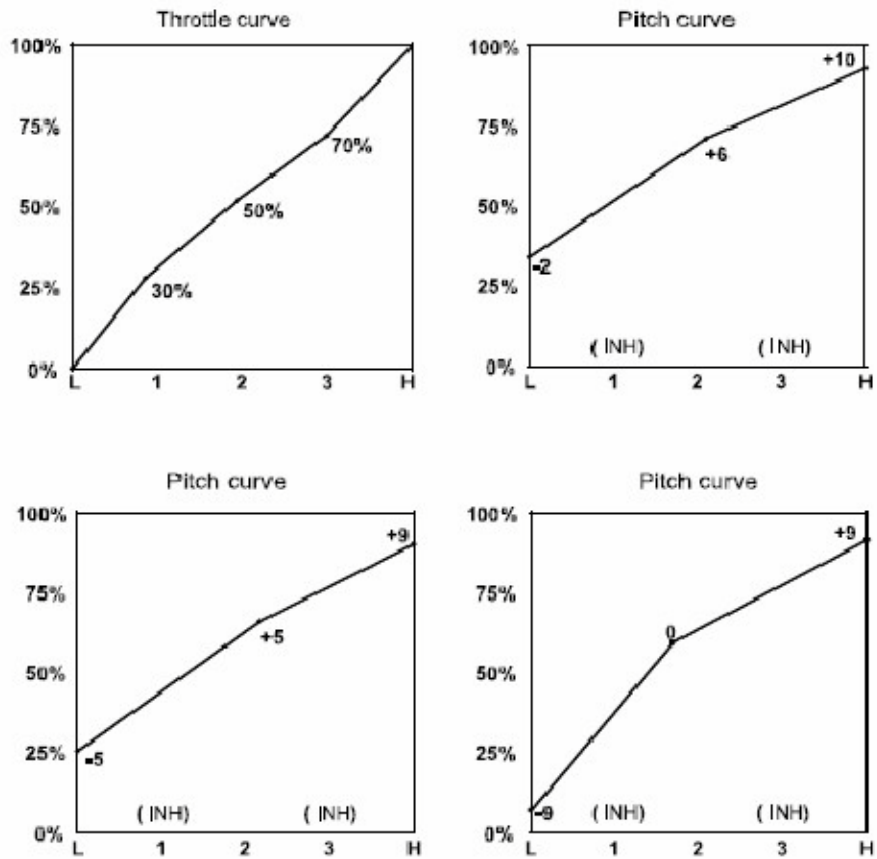 Throttle curve
100%
75%
50%
25%
0%
30%
50%
70%
L 1 2 3 H
Pitch curve
100%
75%
50%
25%
0%
-2
+6
+10
( INH) ( INH)
L 1 2 3 H
Pitch curve
100%
75%
50%
25%
0%
-5
+5
+9
( INH) ( INH)
L 1 2 3 H
Pitch curve
100%
75%
50%
25%
0%
-9
0
+9
( INH) ( INH)
L 1 2 3 H